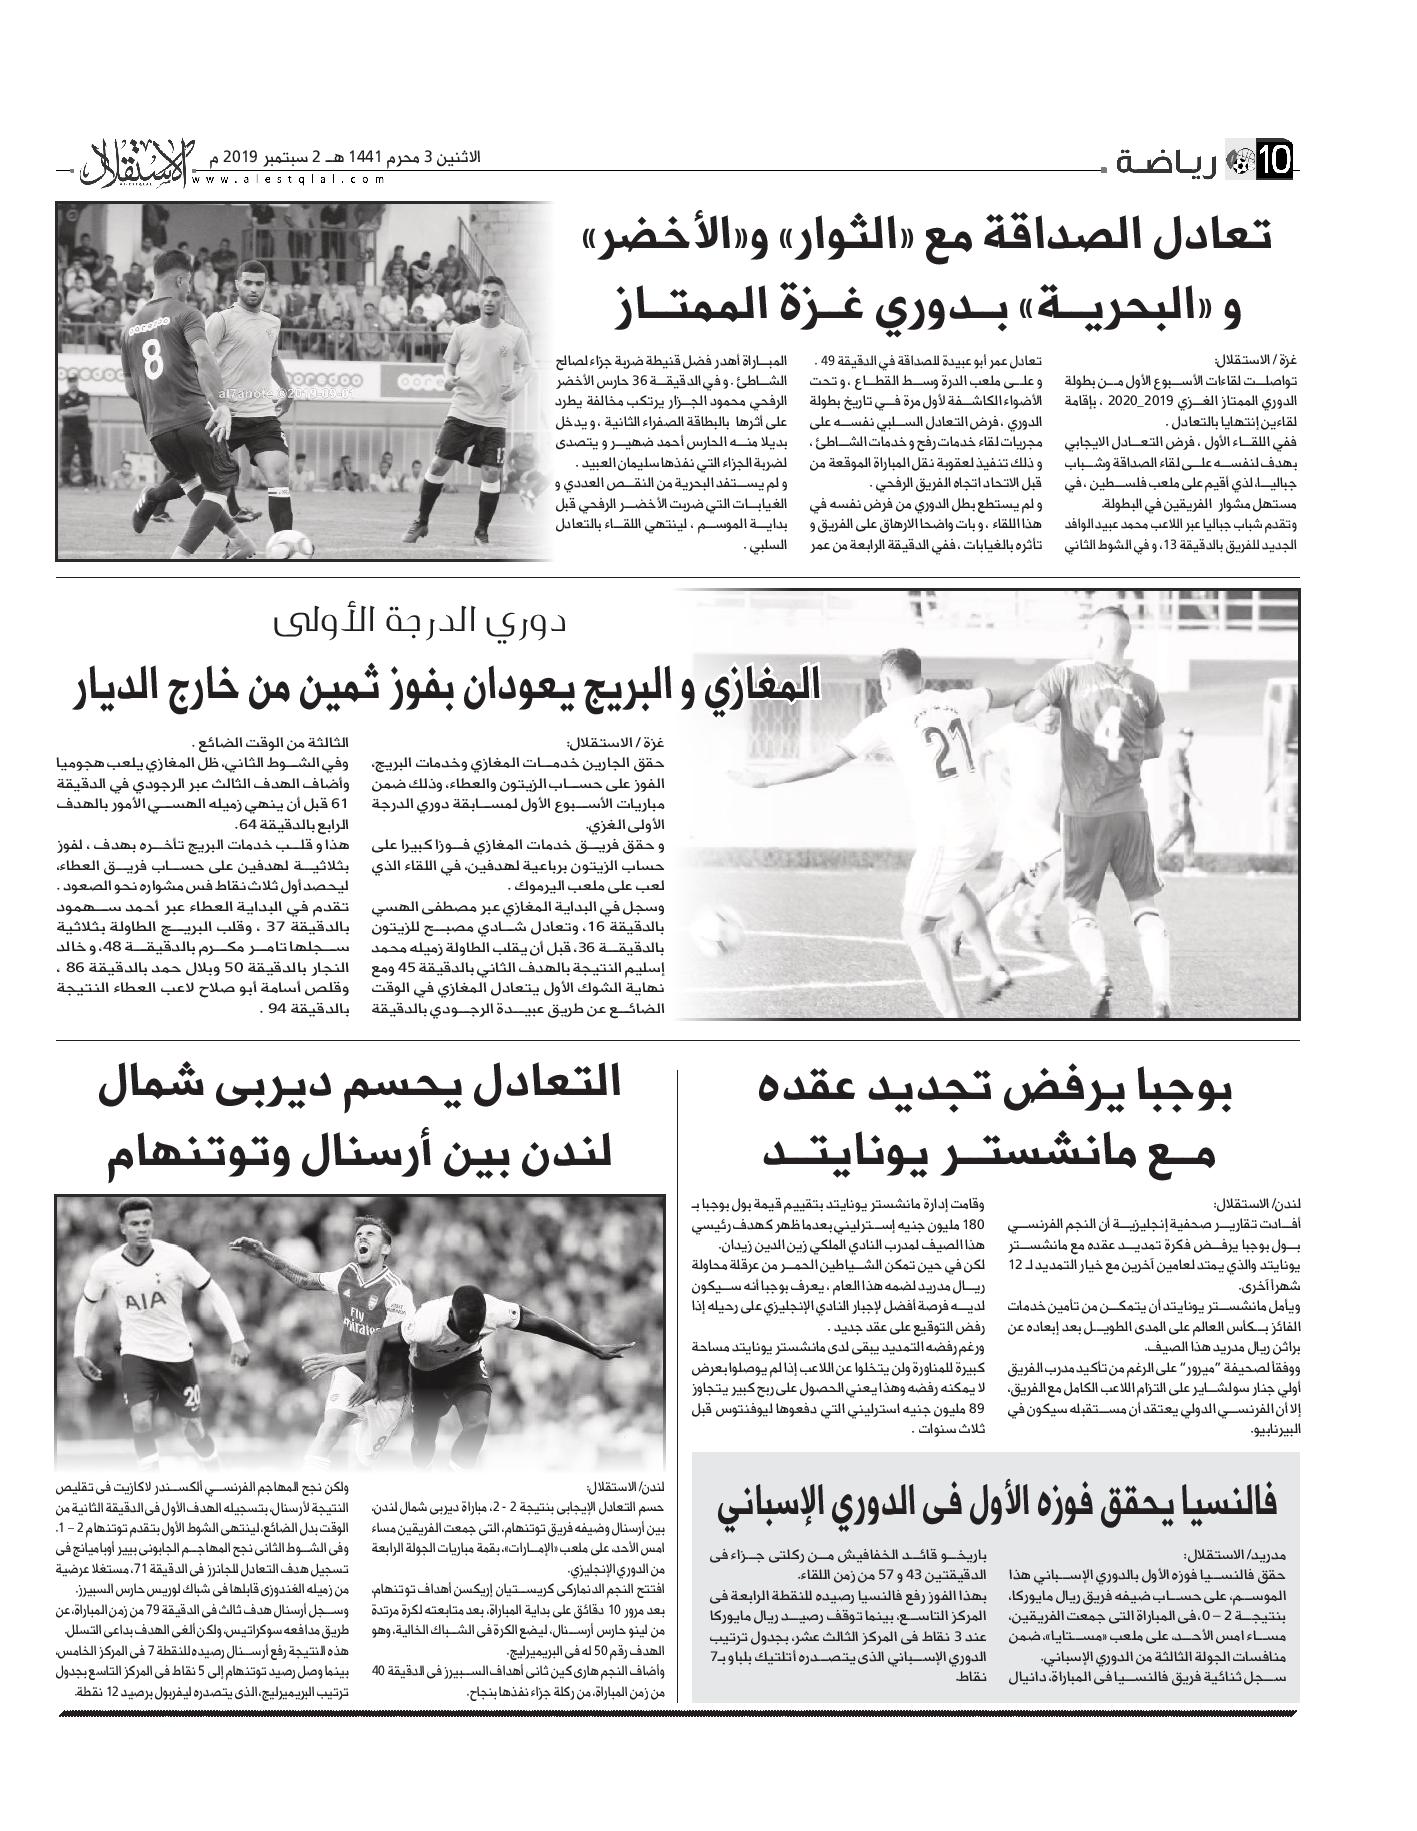 10 رياضة
الاثنين 3 محرم 1441 هـ 2 سبتمبر 2019 م
الاستقلال
www.alestqlal.com
تعادل الصداقة مع «الثوار» و«الأخضر»
و «البحرية» بدوري غزة الممتاز
غزة / الاستقلال:
تواصلت لقاءات الأسبوع الأول من بطولة
الدوري الممتاز الغزي 2019_2020 ، بإقامة
لقاءين إنتهايا بالتعادل .
ففي اللقاء الأول ، فرض التعادل الايجابي
بهدف لنفسه على لقاء الصداقة وشباب
جباليا،لذي أقيم على ملعب فلسطين ، في
مستهل مشوار الفريقين في البطولة.
وتقدم شباب جباليا عبر اللاعب محمد عبيد الوافد
الجديد للفريق بالدقيقة 13، و في الشوط الثاني
تعادل عمر أبو عبيدة للصداقة في الدقيقة 49 .
و على ملعب الدرة وسط القطاع ، و تحت
الأضواء الكاشفة لأول مرة في تاريخ بطولة
الدوري ، فرض التعادل السلبي نفسه على
مجريات لقاء خدمات رفح و خدمات الشاطئ ،
و ذلك تنفيذ لعقوبة نقل المباراة الموقعة من
قبل الاتحاد اتجاه الفريق الرفحي .
و لم يستطع بطل الدوري من فرض نفسه في
هذا اللقاء ، و بات واضحا الارهاق على الفريق و
تأثره بالغيابات ، ففي الدقيقة الرابعة من عمر
المباراة أهدر فضل قنيطة ضربة جزاء لصالح
الشاطئ . و في الدقيقة 36 حارس الأخضر
الرفحي محمود الجزار يرتكب مخالفة يطرد
على أثرها بالبطاقة الصفراء الثانية ، و يدخل
بديلا منه الحارس أحمد ضهير و يتصدى
لضربة الجزاء التي نفذها سليمان العبيد .
و لم يستفد البحرية من النقص العددي و
الغيابات التي ضربت الأخضر الرفحي قبل
بداية الموسم ، لينتهي اللقاء بالتعادل
السلبي .
8
ooredoo
al7anote @2019-09-01
دوري الدرجة الأولى
المغازي و البريج يعودان بفوز ثمين من خارج الديار
21
4
غزة / الاستقلال:
حقق الجارين خدمات المغازي وخدمات البريج،
الفوز على حساب الزيتون والعطاء، وذلك ضمن
مباريات الأسبوع الأول لمسابقة دوري الدرجة
الأولى الغزي.
و حقق فريق خدمات المغازي فوزا كبيرا على
حساب الزيتون برباعية لهدفين، في اللقاء الذي
لعب على ملعب اليرموك .
وسجل في البداية المغازي عبر مصطفى الهسي
بالدقيقة 16، وتعادل شادي مصبح للزيتون
بالدقيقة 36، قبل أن يقلب الطاولة زميله محمد
إسليم النتيجة بالهدف الثاني بالدقيقة 45 ومع
نهاية الشوك الأول يتعادل المغازي في الوقت
الضائع عن طريق عبيدة الرجودي بالدقيقة
الثالثة من الوقت الضائع .
وفي الشوط الثاني، ظل المغازي يلعب هجوميا
وأضاف الهدف الثالث عبر الرجودي في الدقيقة
61 قبل أن ينهي زميله الهسي الأمور بالهدف
الرابع بالدقيقة 64.
هذا و قلب خدمات البريج تأخره بهدف ، لفوز
بثلاثية لهدفين على حساب فريق العطاء،
ليحصد أول ثلاث نقاط فس مشواره نحو الصعود .
تقدم في البداية العطاء عبر أحمد سهمود
بالدقيقة 37 ، وقلب البريج الطاولة بثلاثية
سجلها تامر مكرم بالدقيقة 48، و خالد
النجار بالدقيقة 50 وبلال حمد بالدقيقة 86 ،
وقلص أسامة أبو صلاح لاعب العطاء النتيجة
بالدقيقة 94 .
بوجبا يرفض تجديد عقده
مع مانشستر يونايتد
لندن/ الاستقلال:
أفادت تقارير صحفية إنجليزية أن النجم الفرنسي
بول بوجبا يرفض فكرة تمديد عقده مع مانشستر
يونايتد والذي يمتد لعامين آخرين مع خيار التمديد لـ 12
شهراً آخرى.
ويأمل مانشستر يونايتد أن يتمكن من تأمين خدمات
الفائز بكأس العالم على المدى الطويل بعد إبعاده عن
براثن ريال مدريد هذا الصيف.
ووفقاً لصحيفة "ميرور" على الرغم من تأكيد مدرب الفريق
أولي جنار سولشاير على التزام اللاعب الكامل مع الفريق،
إلا أن الفرنسي الدولي يعتقد أن مستقبله سيكون في
البيرنابيو.
وقامت إدارة مانشستر يونايتد بتقييم قيمة بول بوجبا بـ
180 مليون جنيه إسترليني بعدما ظهر كهدف رئيسي
هذا الصيف لمدرب النادي الملكي زين الدين زيدان.
لكن في حين تمكن الشياطين الحمر من عرقلة محاولة
ريال مدريد لضمه هذا العام ، يعرف بوجبا أنه سيكون
لديه فرصة أفضل لإجبار النادي الإنجليزي على رحيله إذا
رفض التوقيع على عقد جديد .
ورغم رفضه التمديد يبقى لدى مانشستر يونايتد مساحة
كبيرة للمناورة ولن يتخلوا عن اللاعب إذا لم يوصلوا بعرض
لا يمكنه رفضه وهذا يعني الحصول على ربح كبير يتجاوز
89 مليون جنيه استرليني التي دفعوها ليوفنتوس قبل
ثلاث سنوات .
فالنسيا يحقق فوزه الأول فى الدوري الإسباني
مدريد/ الاستقلال:
حقق فالنسيا فوزه الأول بالدوري الإسباني هذا
الموسم، على حساب ضيفه فريق ريال مايوركا،
بنتيجة 2 – 0، فى المباراة التى جمعت الفريقين،
مساء امس الأحد، على ملعب «مستايا»، ضمن
منافسات الجولة الثالثة من الدوري الإسباني.
سجل ثنائية فريق فالنسيا فى المباراة، دانيال
باريخو قائد الخفافيش من ركلتى جزاء فى
الدقيقتين 43 و 57 من زمن اللقاء.
بهذا الفوز رفع فالنسيا رصيده للنقطة الرابعة فى
المركز التاسع، بينما توقف رصيد ريال مايوركا
عند 3 نقاط فى المركز الثالث عشر، بجدول ترتيب
الدوري الإسباني الذى يتصدره أتلتيك بلباو بـ7
نقاط.
التعادل يحسم ديربى شمال
لندن بين أرسنال وتوتنهام
AIA
20
Fly
Emirates
AIA
9
8
لندن/ الاستقلال:
حسم التعادل الإيجابى بنتيجة 2 - 2، مباراة ديربى شمال لندن،
بين أرسنال وضيفه فريق توتنهام، التى جمعت الفريقين مساء
امس الأحد، على ملعب «الإمارات»، بقمة مباريات الجولة الرابعة
من الدوري الإنجليزي.
افتتح النجم الدنماركى كريستيان إريكسن أهداف توتنهام،
بعد مرور 10 دقائق على بداية المباراة، بعد متابعته لكرة مرتدة
من لينو حارس أرسنال، ليضع الكرة فى الشباك الخالية، وهو
الهدف رقم 50 له فى البريميرليج.
وأضاف النجم هارى كين ثانى أهداف السبيرز فى الدقيقة 40
من زمن المباراة، من ركلة جزاء نفذها بنجاح.
ولكن نجح المهاجم الفرنسي ألكسندر لاكازيت فى تقليص
النتيجة لأرسنال، بتسجيله الهدف الأول فى الدقيقة الثانية من
الوقت بدل الضائع، لينتهى الشوط الأول بتقدم توتنهام 2 – 1.
وفى الشوط الثانى نجح المهاجم الجابونى بيير أوباميانج فى
تسجيل هدف التعادل للجانرز فى الدقيقة 71، مستغلا عرضية
من زميله الغندوزى قابلها فى شباك لوريس حارس السبيرز.
وسجل أرسنال هدف ثالث فى الدقيقة 79 من زمن المباراة، عن
طريق مدافعه سوكراتيس، ولكن ألغى الهدف بداعى التسلل.
هذه النتيجة رفع أرسنال رصيده للنقطة 7 فى المركز الخامس،
بينما وصل رصيد توتنهام إلى 5 نقاط فى المركز التاسع بجدول
ترتيب البريميرليج، الذى يتصدره ليفربول برصيد 12 نقطة.